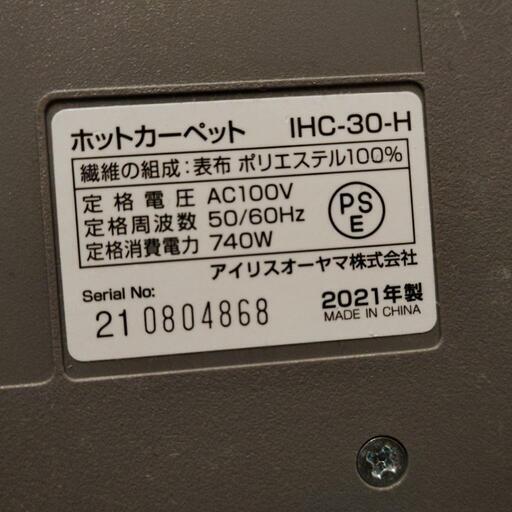 ホットカーペット IHC-30-H
繊維の組成:表布 ポリエステル100%
定格電圧 AC100V
定格周波数 50/60Hz
定格消費電力 740W
PS
E
アイリスオーヤマ株式会社
Serial No:
21 0804868
2021年製
MADE IN CHINA